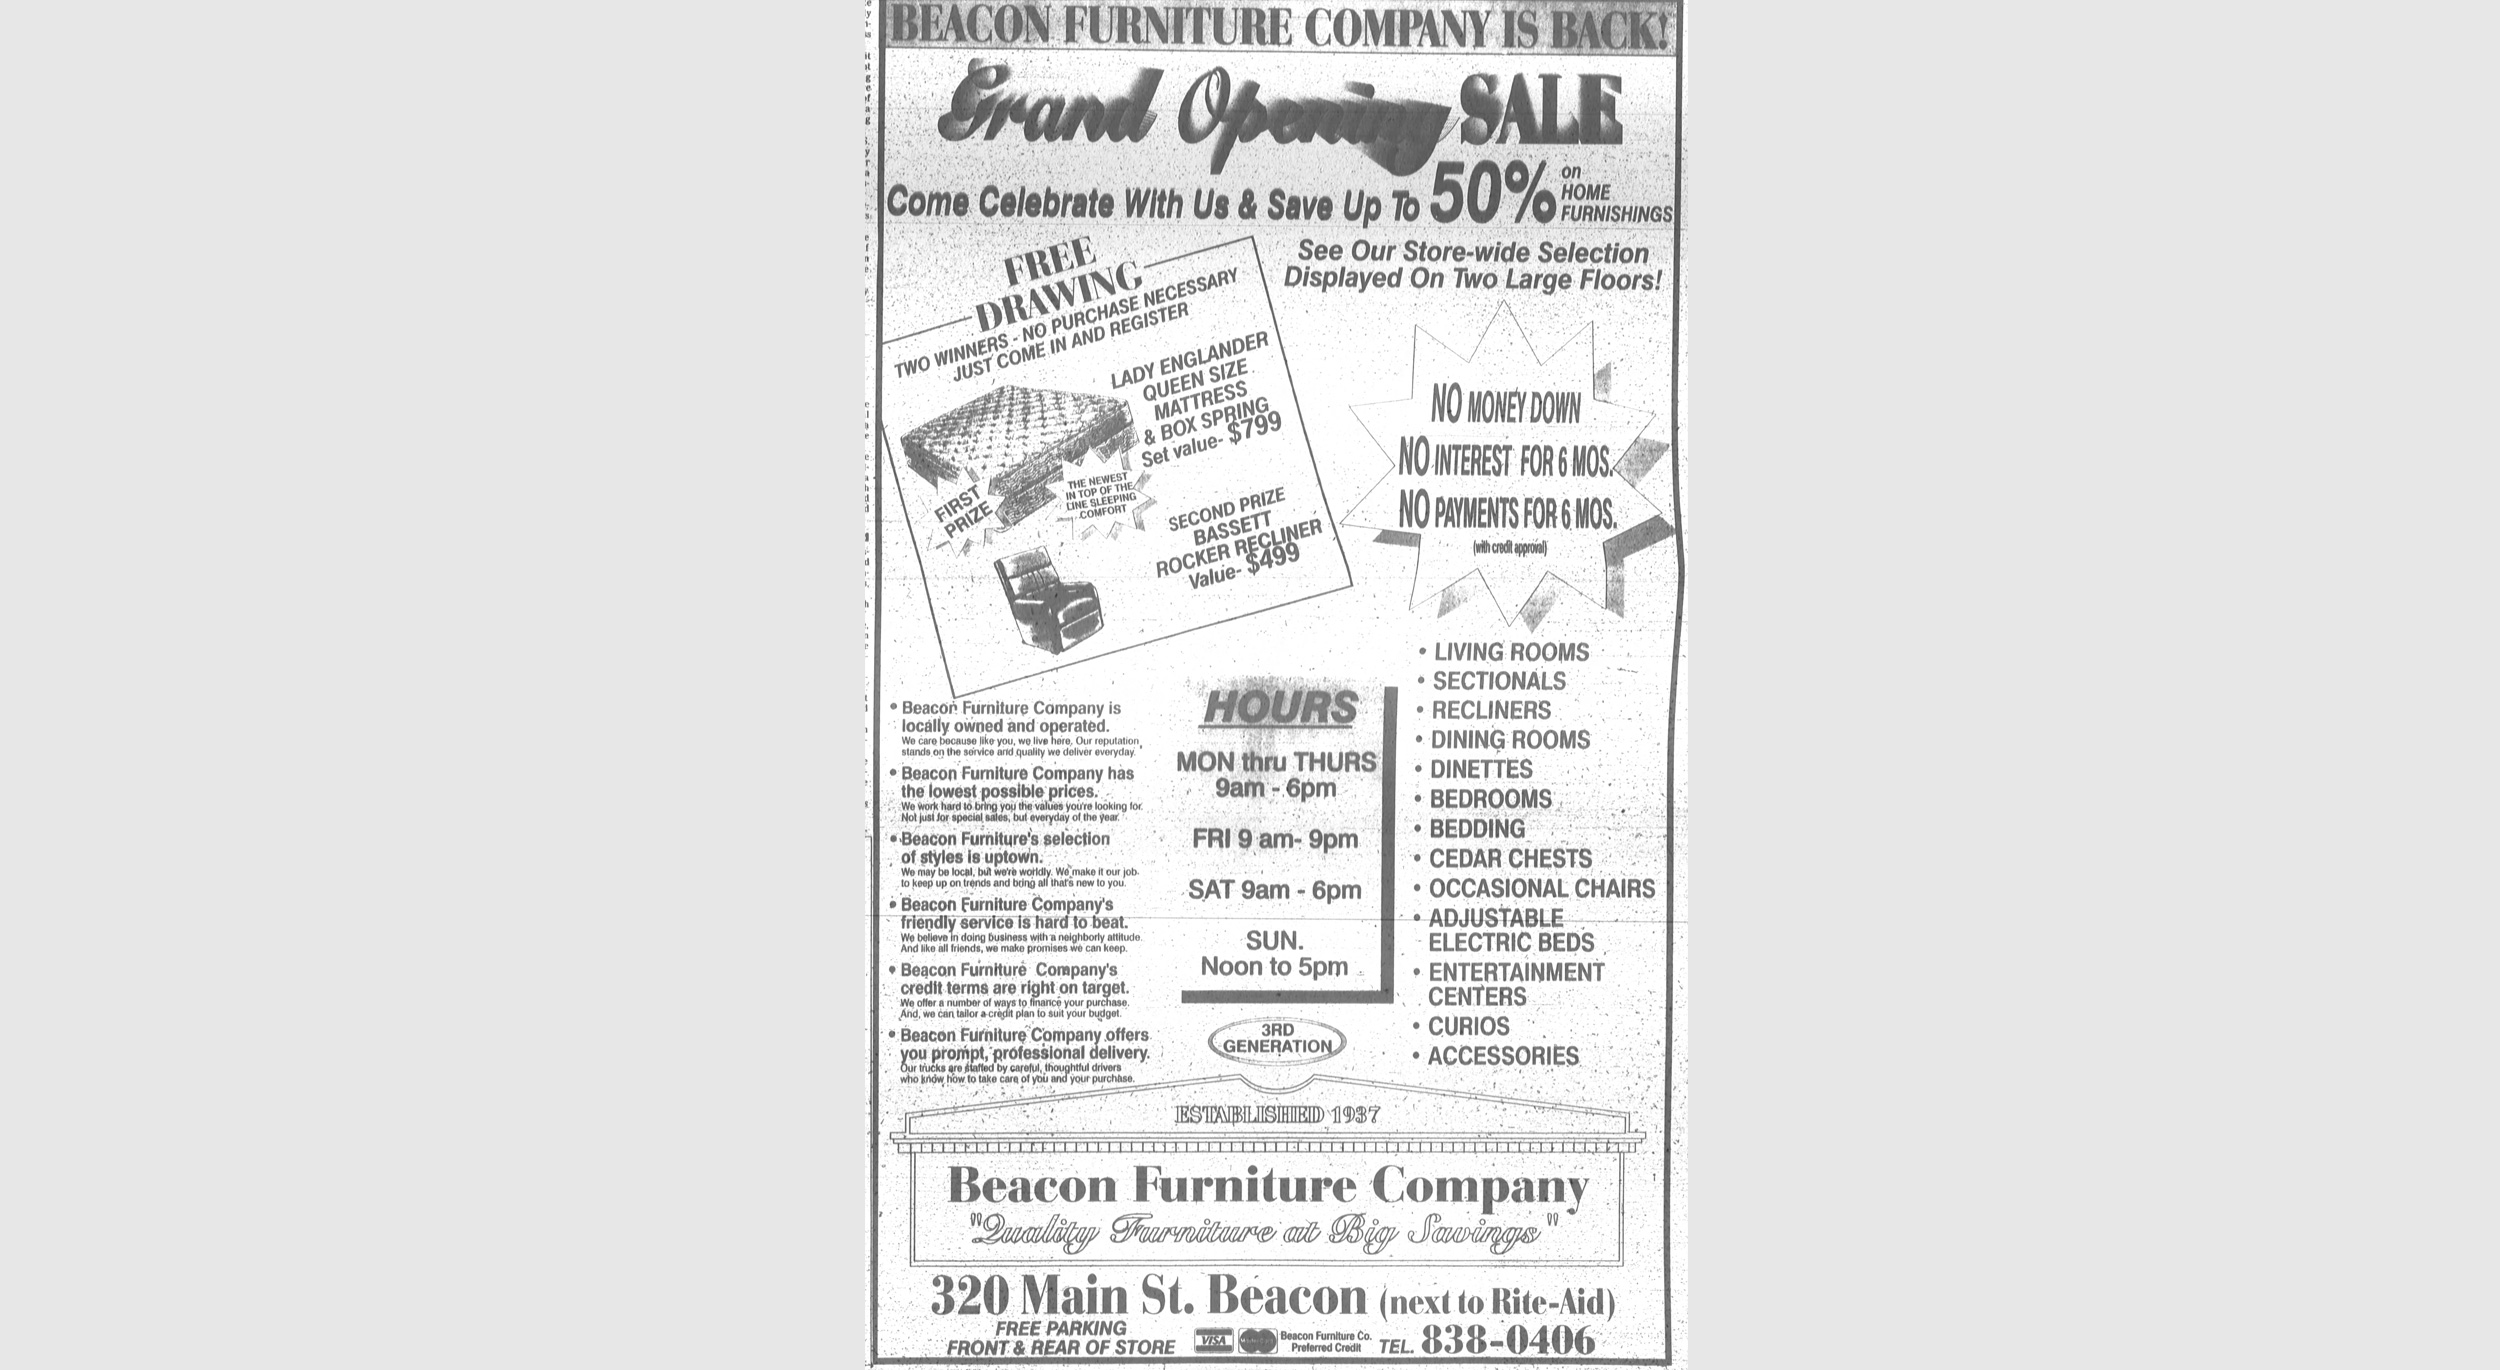 BEACON FURNITURE COMPANY IS BACK!
Grand Opening SALE
Come Celebrate With Us & Save Up To 50% on HOME FURNISHINGS
See Our Store-wide Selection
Displayed On Two Large Floors!
FREE
DRAWING
TWO WINNERS - NO PURCHASE NECESSARY
JUST COME IN AND REGISTER
LADY ENGLANDER
QUEEN SIZE
MATTRESS
& BOX SPRING
Set value- $799
FIRST
PRIZE
THE NEWEST
IN TOP OF THE
LINE SLEEPING
COMFORT
SECOND PRIZE
BASSETT
ROCKER RECLINER
Value- $499
NO MONEY DOWN
NO INTEREST FOR 6 MOS.
NO PAYMENTS FOR 6 MOS.
(with credit approval)
• Beacon Furniture Company is
locally owned and operated.
We care because like you, we live here. Our reputation
stands on the service and quality we deliver everyday.
• Beacon Furniture Company has
the lowest possible prices.
We work hard to bring you the values you're looking for.
Not just for special sales, but everyday of the year.
• Beacon Furniture's selection
of styles is uptown.
We may be local, but we're worldly. We make it our job
to keep up on trends and bring all that's new to you.
• Beacon Furniture Company's
friendly service is hard to beat.
We believe in doing business with a neighborly attitude.
And like all friends, we make promises we can keep.
• Beacon Furniture Company's
credit terms are right on target.
We offer a number of ways to finance your purchase.
And, we can tailor a credit plan to suit your budget.
• Beacon Furniture Company offers
you prompt, professional delivery.
Our trucks are staffed by careful, thoughtful drivers
who know how to take care of you and your purchase.
HOURS
MON thru THURS
9am - 6pm
FRI 9 am- 9pm
SAT 9am - 6pm
SUN.
Noon to 5pm
3RD
GENERATION
• LIVING ROOMS
• SECTIONALS
• RECLINERS
• DINING ROOMS
• DINETTES
• BEDROOMS
• BEDDING
• CEDAR CHESTS
• OCCASIONAL CHAIRS
• ADJUSTABLE
ELECTRIC BEDS
• ENTERTAINMENT
CENTERS
• CURIOS
• ACCESSORIES
ESTABLISHED 1937
Beacon Furniture Company
"Quality Furniture at Big Savings"
320 Main St. Beacon (next to Rite-Aid)
FREE PARKING
FRONT & REAR OF STORE
VISA
Beacon Furniture Co.
Preferred Credit
TEL. 838-0406